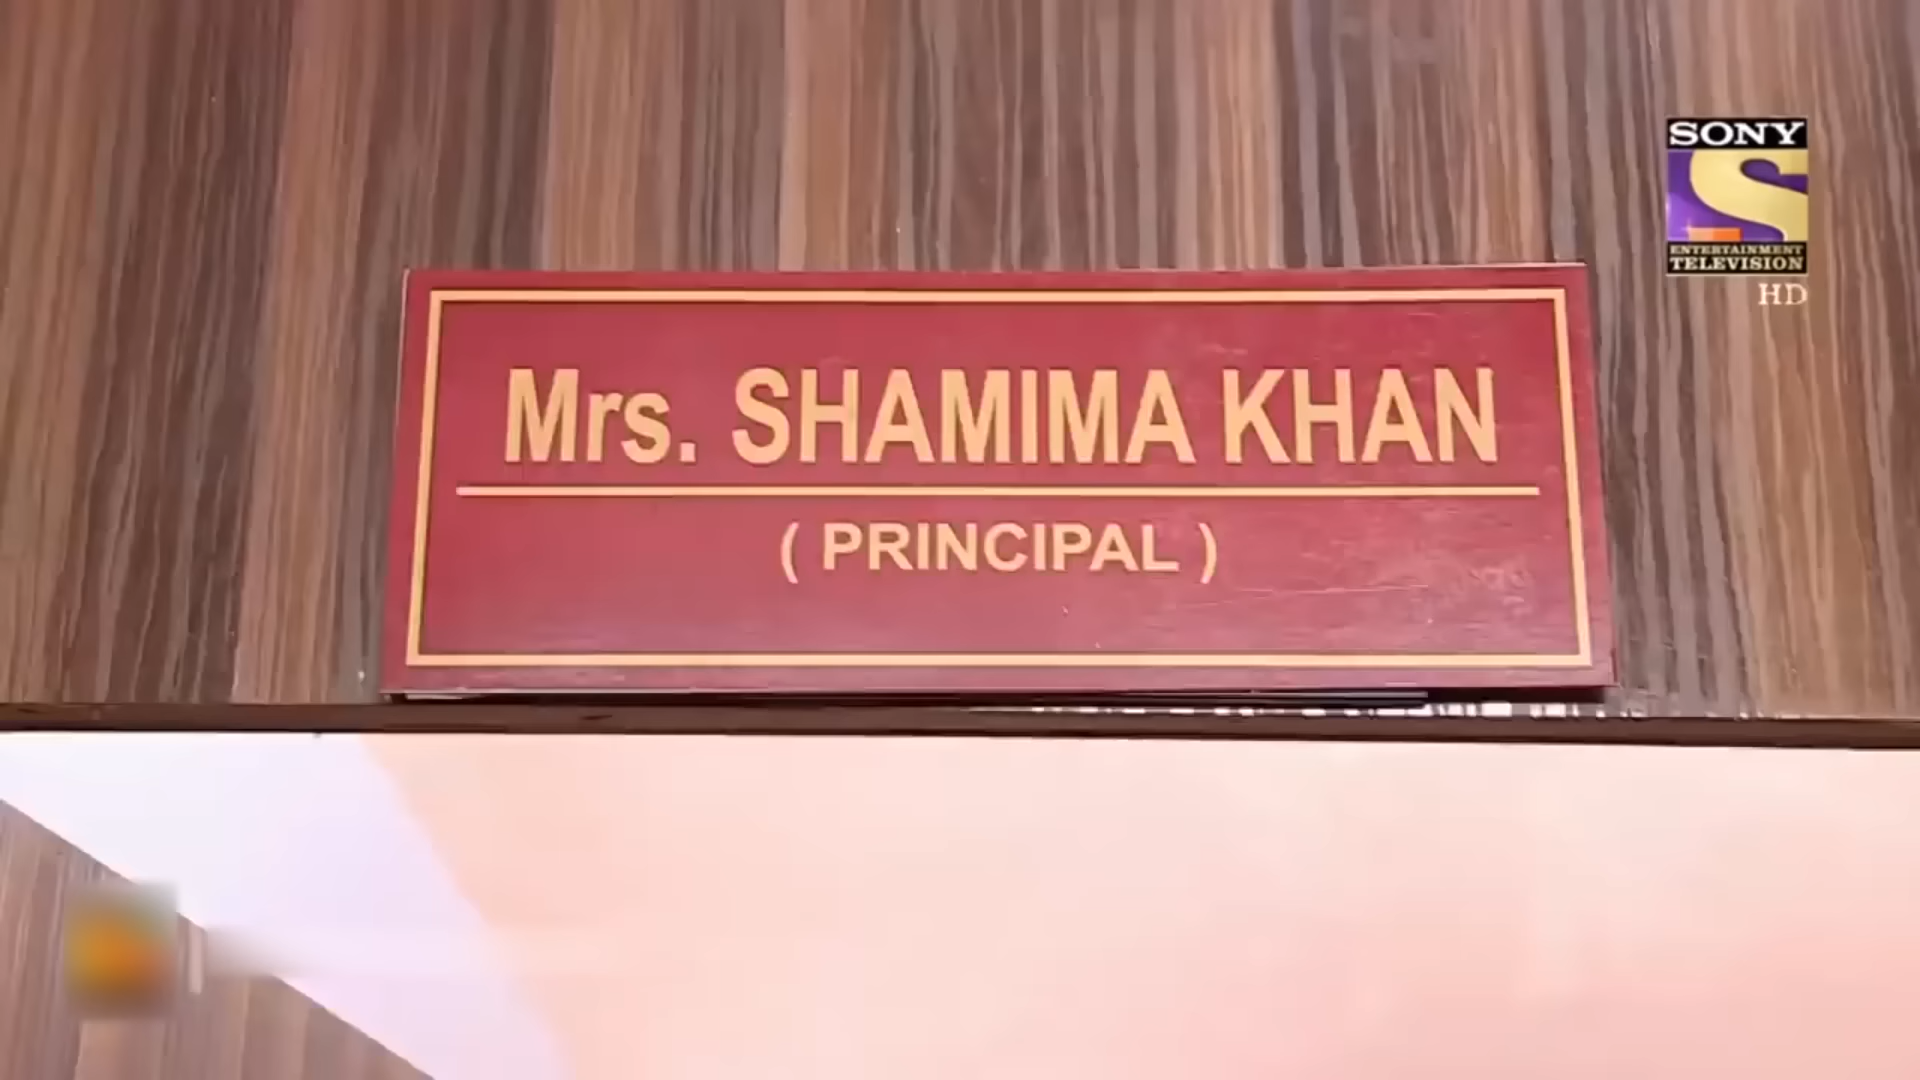 SONY
ENTERTAINMENT
TELEVISION
HD
Mrs. SHAMIMA KHAN
( PRINCIPAL )